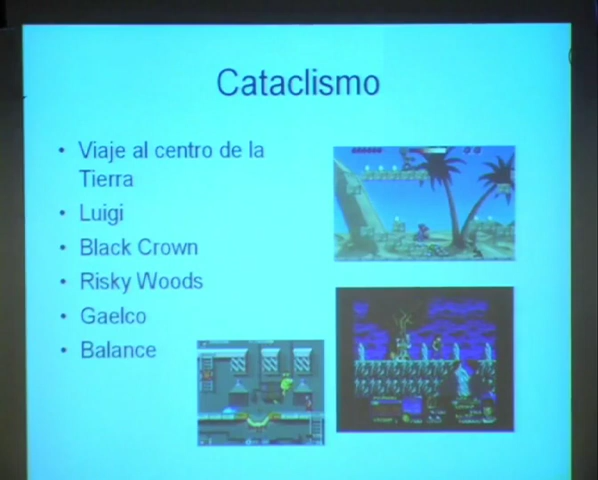 Cataclismo
• Viaje al centro de la
Tierra
• Luigi
• Black Crown
• Risky Woods
• Gaelco
• Balance